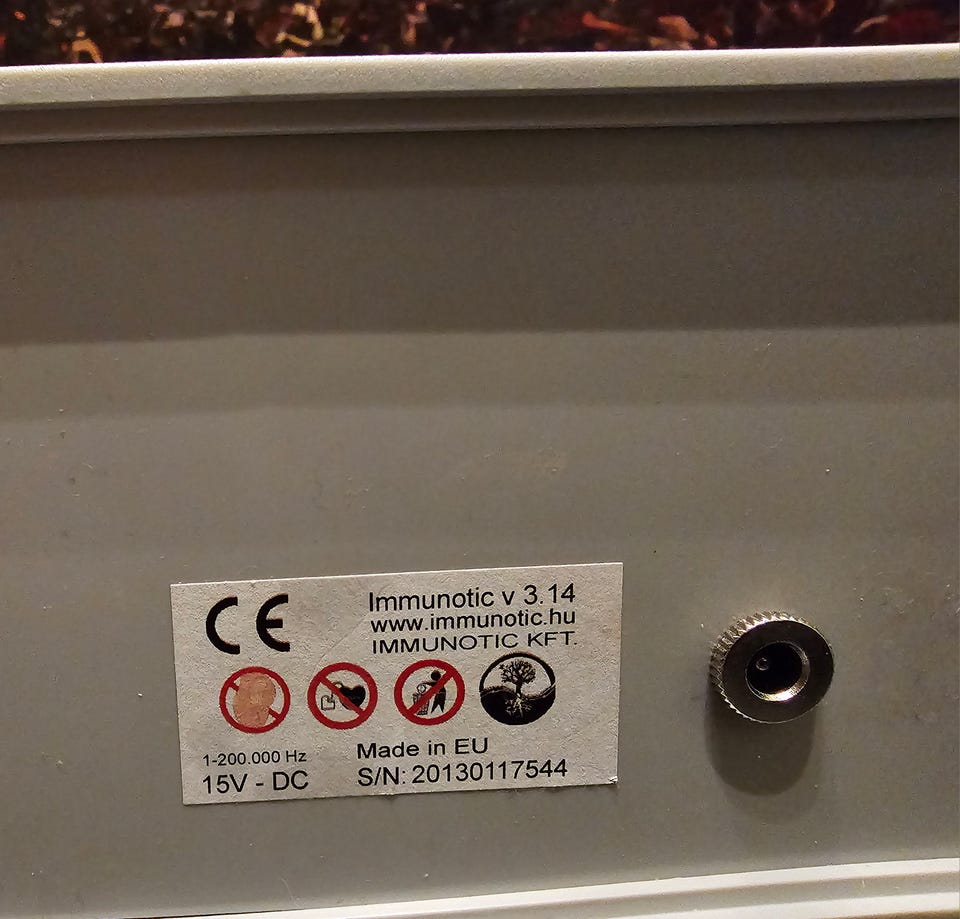 CE
Immunotic v 3.14
www.immunotic.hu
IMMUNOTIC KFT.
1-200.000 Hz
15V - DC
Made in EU
S/N: 20130117544